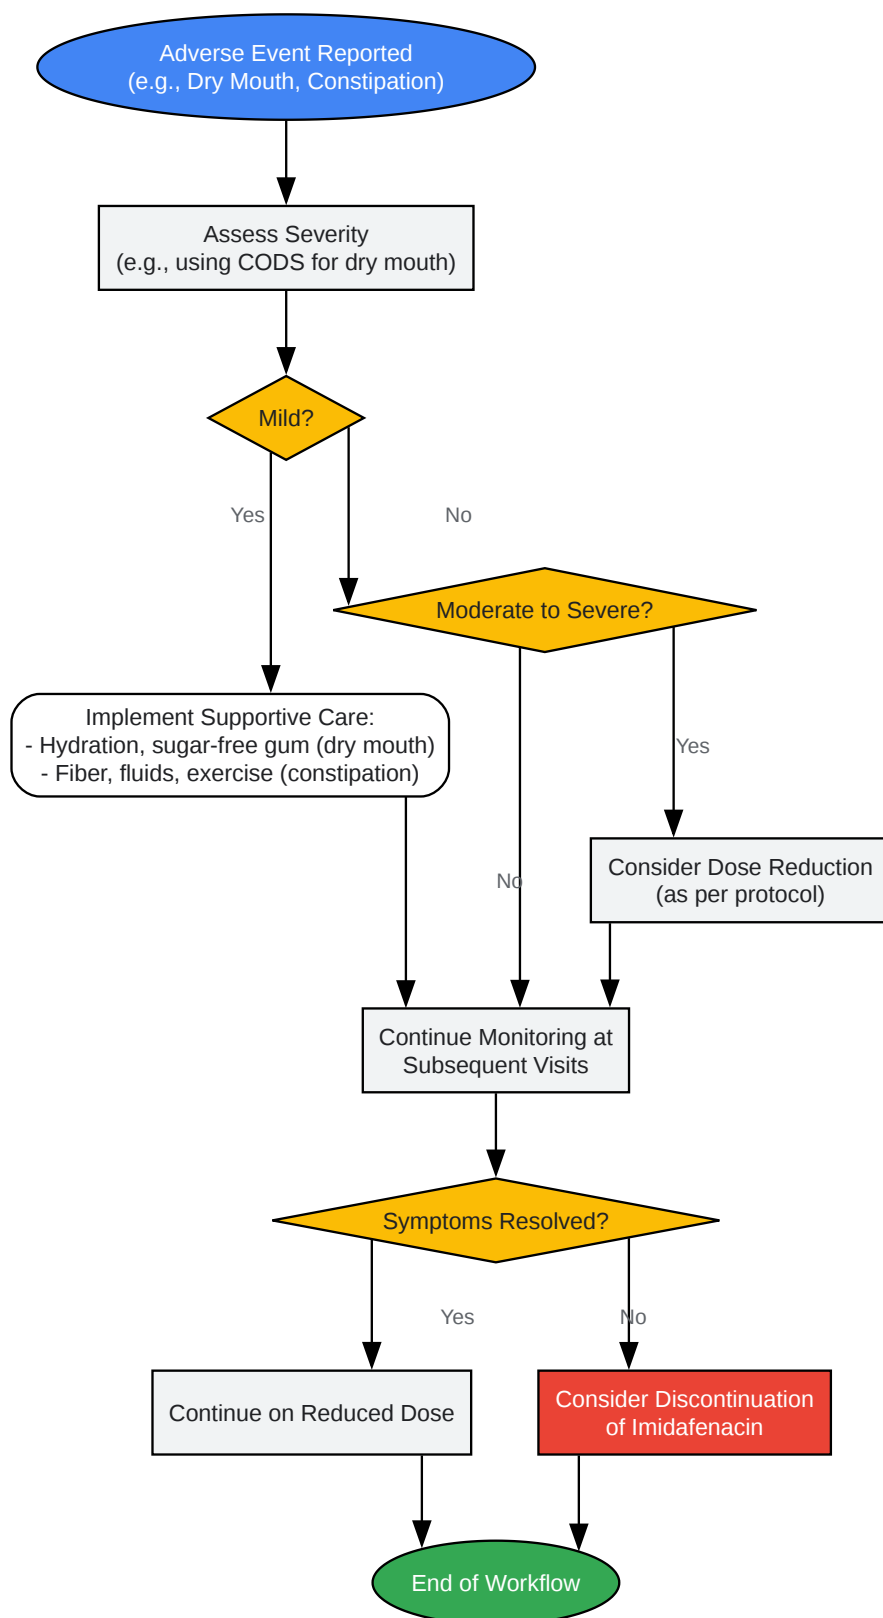 Adverse Event Reported
(e.g., Dry Mouth, Constipation)
Assess Severity
(e.g., using CODS for dry mouth)
Mild?
Yes
No
Moderate to Severe?
Implement Supportive Care:
- Hydration, sugar-free gum (dry mouth)
- Fiber, fluids, exercise (constipation)
Yes
Consider Dose Reduction
(as per protocol)
No
Continue Monitoring at
Subsequent Visits
Symptoms Resolved?
Yes
No
Continue on Reduced Dose
Consider Discontinuation
of Imidafenacin
End of Workflow